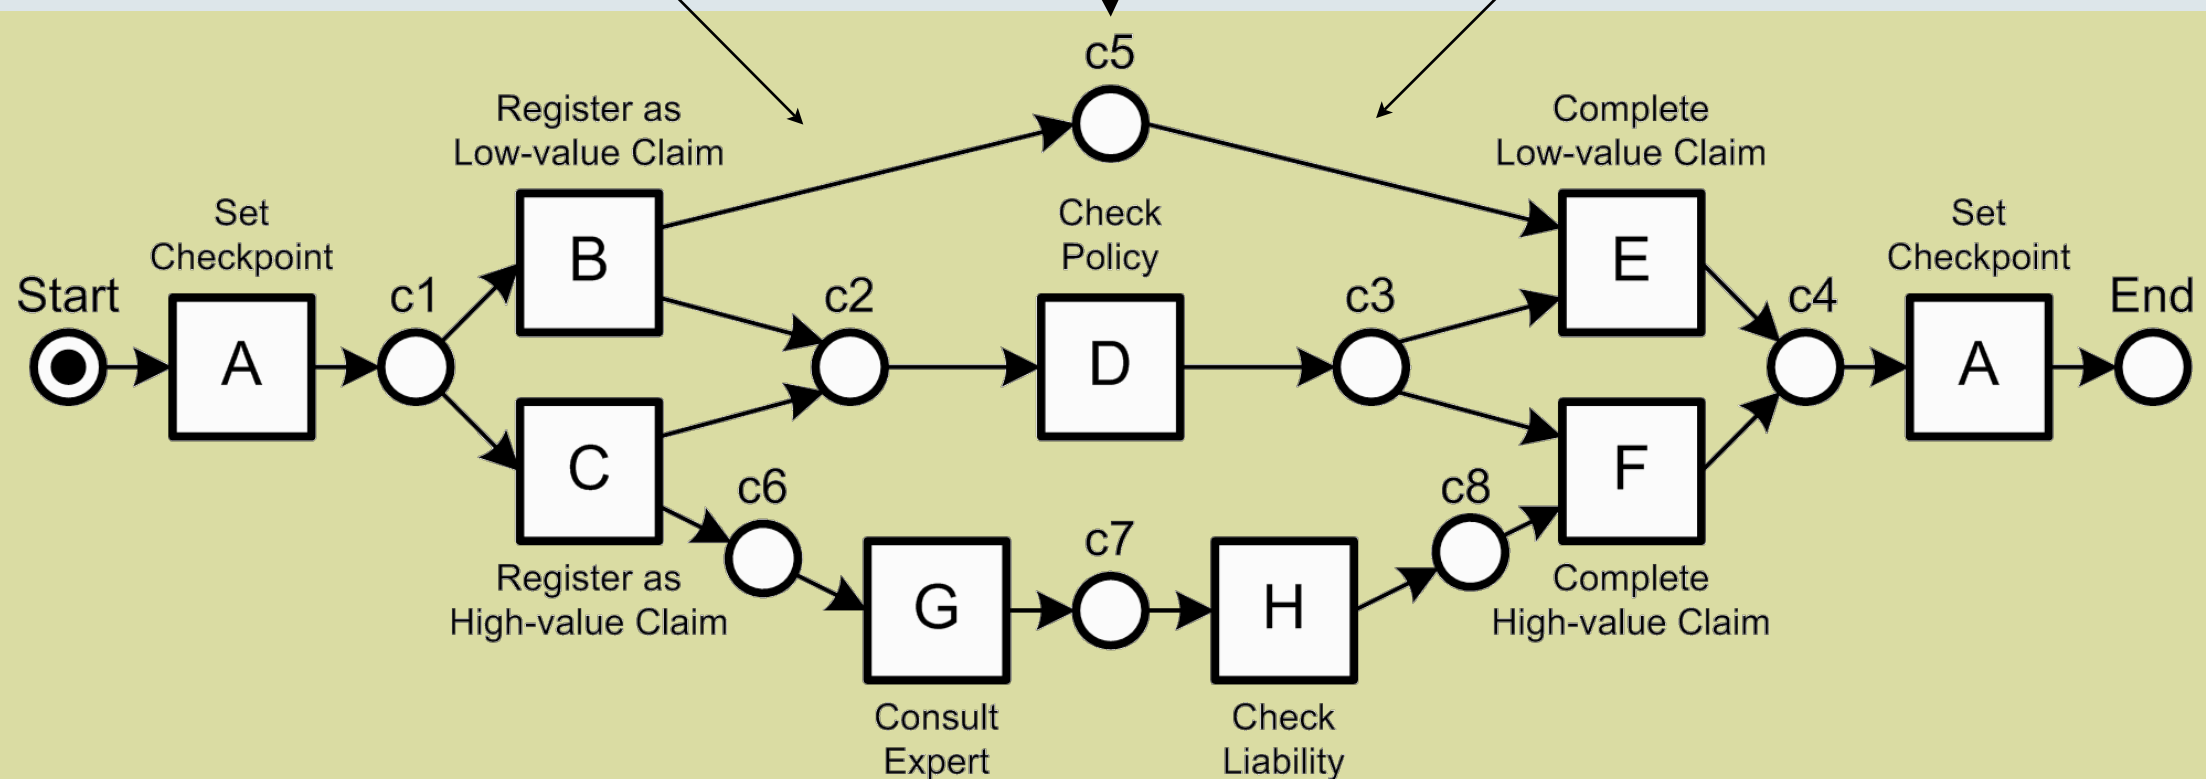 c5
Register as
Low-value Claim
Complete
Low-value Claim
Set
Checkpoint
B
Check
Policy
E
Set
Checkpoint
Start
c1
c2
c3
c4
End
A
D
A
C
c6
c8
F
Register as
High-value Claim
G
c7
H
Complete
High-value Claim
Consult
Expert
Check
Liability